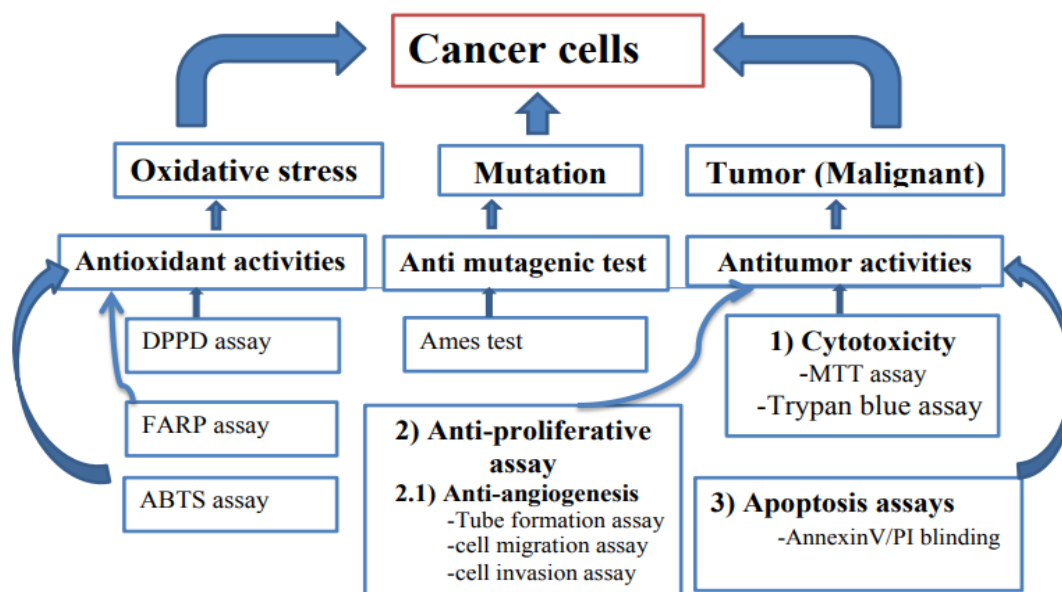 Cancer cells
Oxidative stress
Mutation
Tumor (Malignant)
Antioxidant activities
Anti mutagenic test
Antitumor activities
DPPD assay
FARP assay
ABTS assay
Ames test
1) Cytotoxicity
-MTT assay
-Trypan blue assay
2) Anti-proliferative
assay
2.1) Anti-angiogenesis
-Tube formation assay
-cell migration assay
-cell invasion assay
3) Apoptosis assays
-AnnexinV/PI blinding